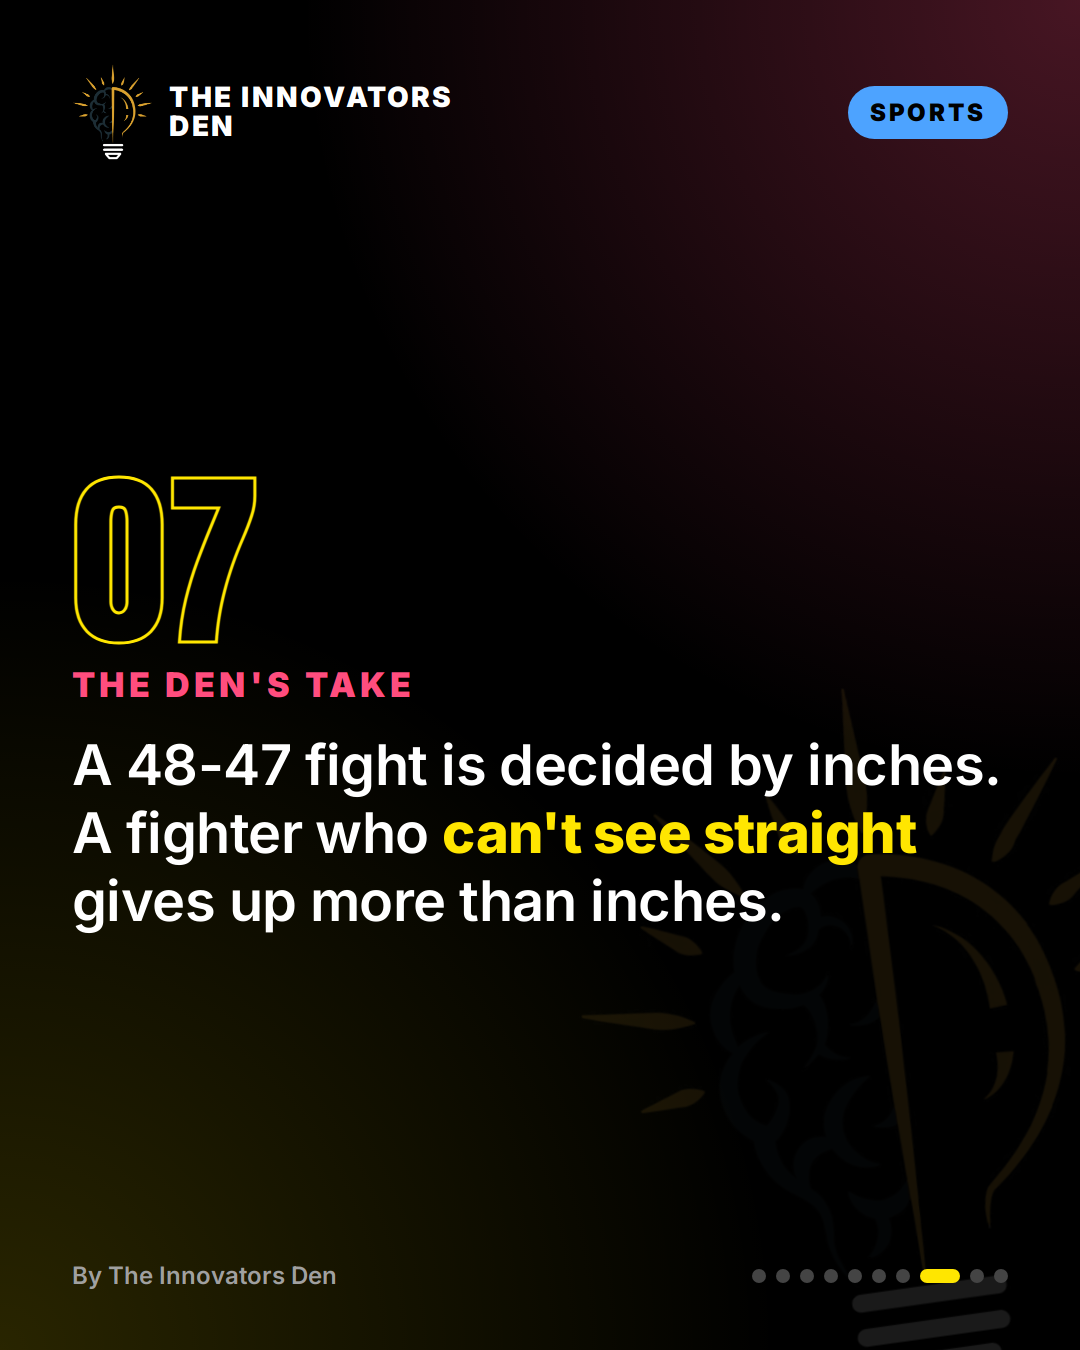 THE INNOVATORS
DEN
SPORTS
07
THE DEN'S TAKE
A 48-47 fight is decided by inches.
A fighter who can't see straight
gives up more than inches.
By The Innovators Den